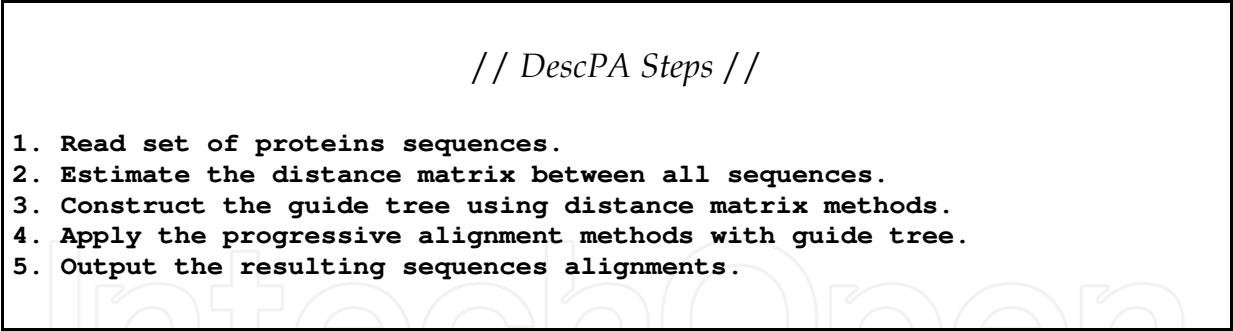 // DescPA Steps //
1. Read set of proteins sequences.
2. Estimate the distance matrix between all sequences.
3. Construct the guide tree using distance matrix methods.
4. Apply the progressive alignment methods with guide tree.
5. Output the resulting sequences alignments.
IntechOpen